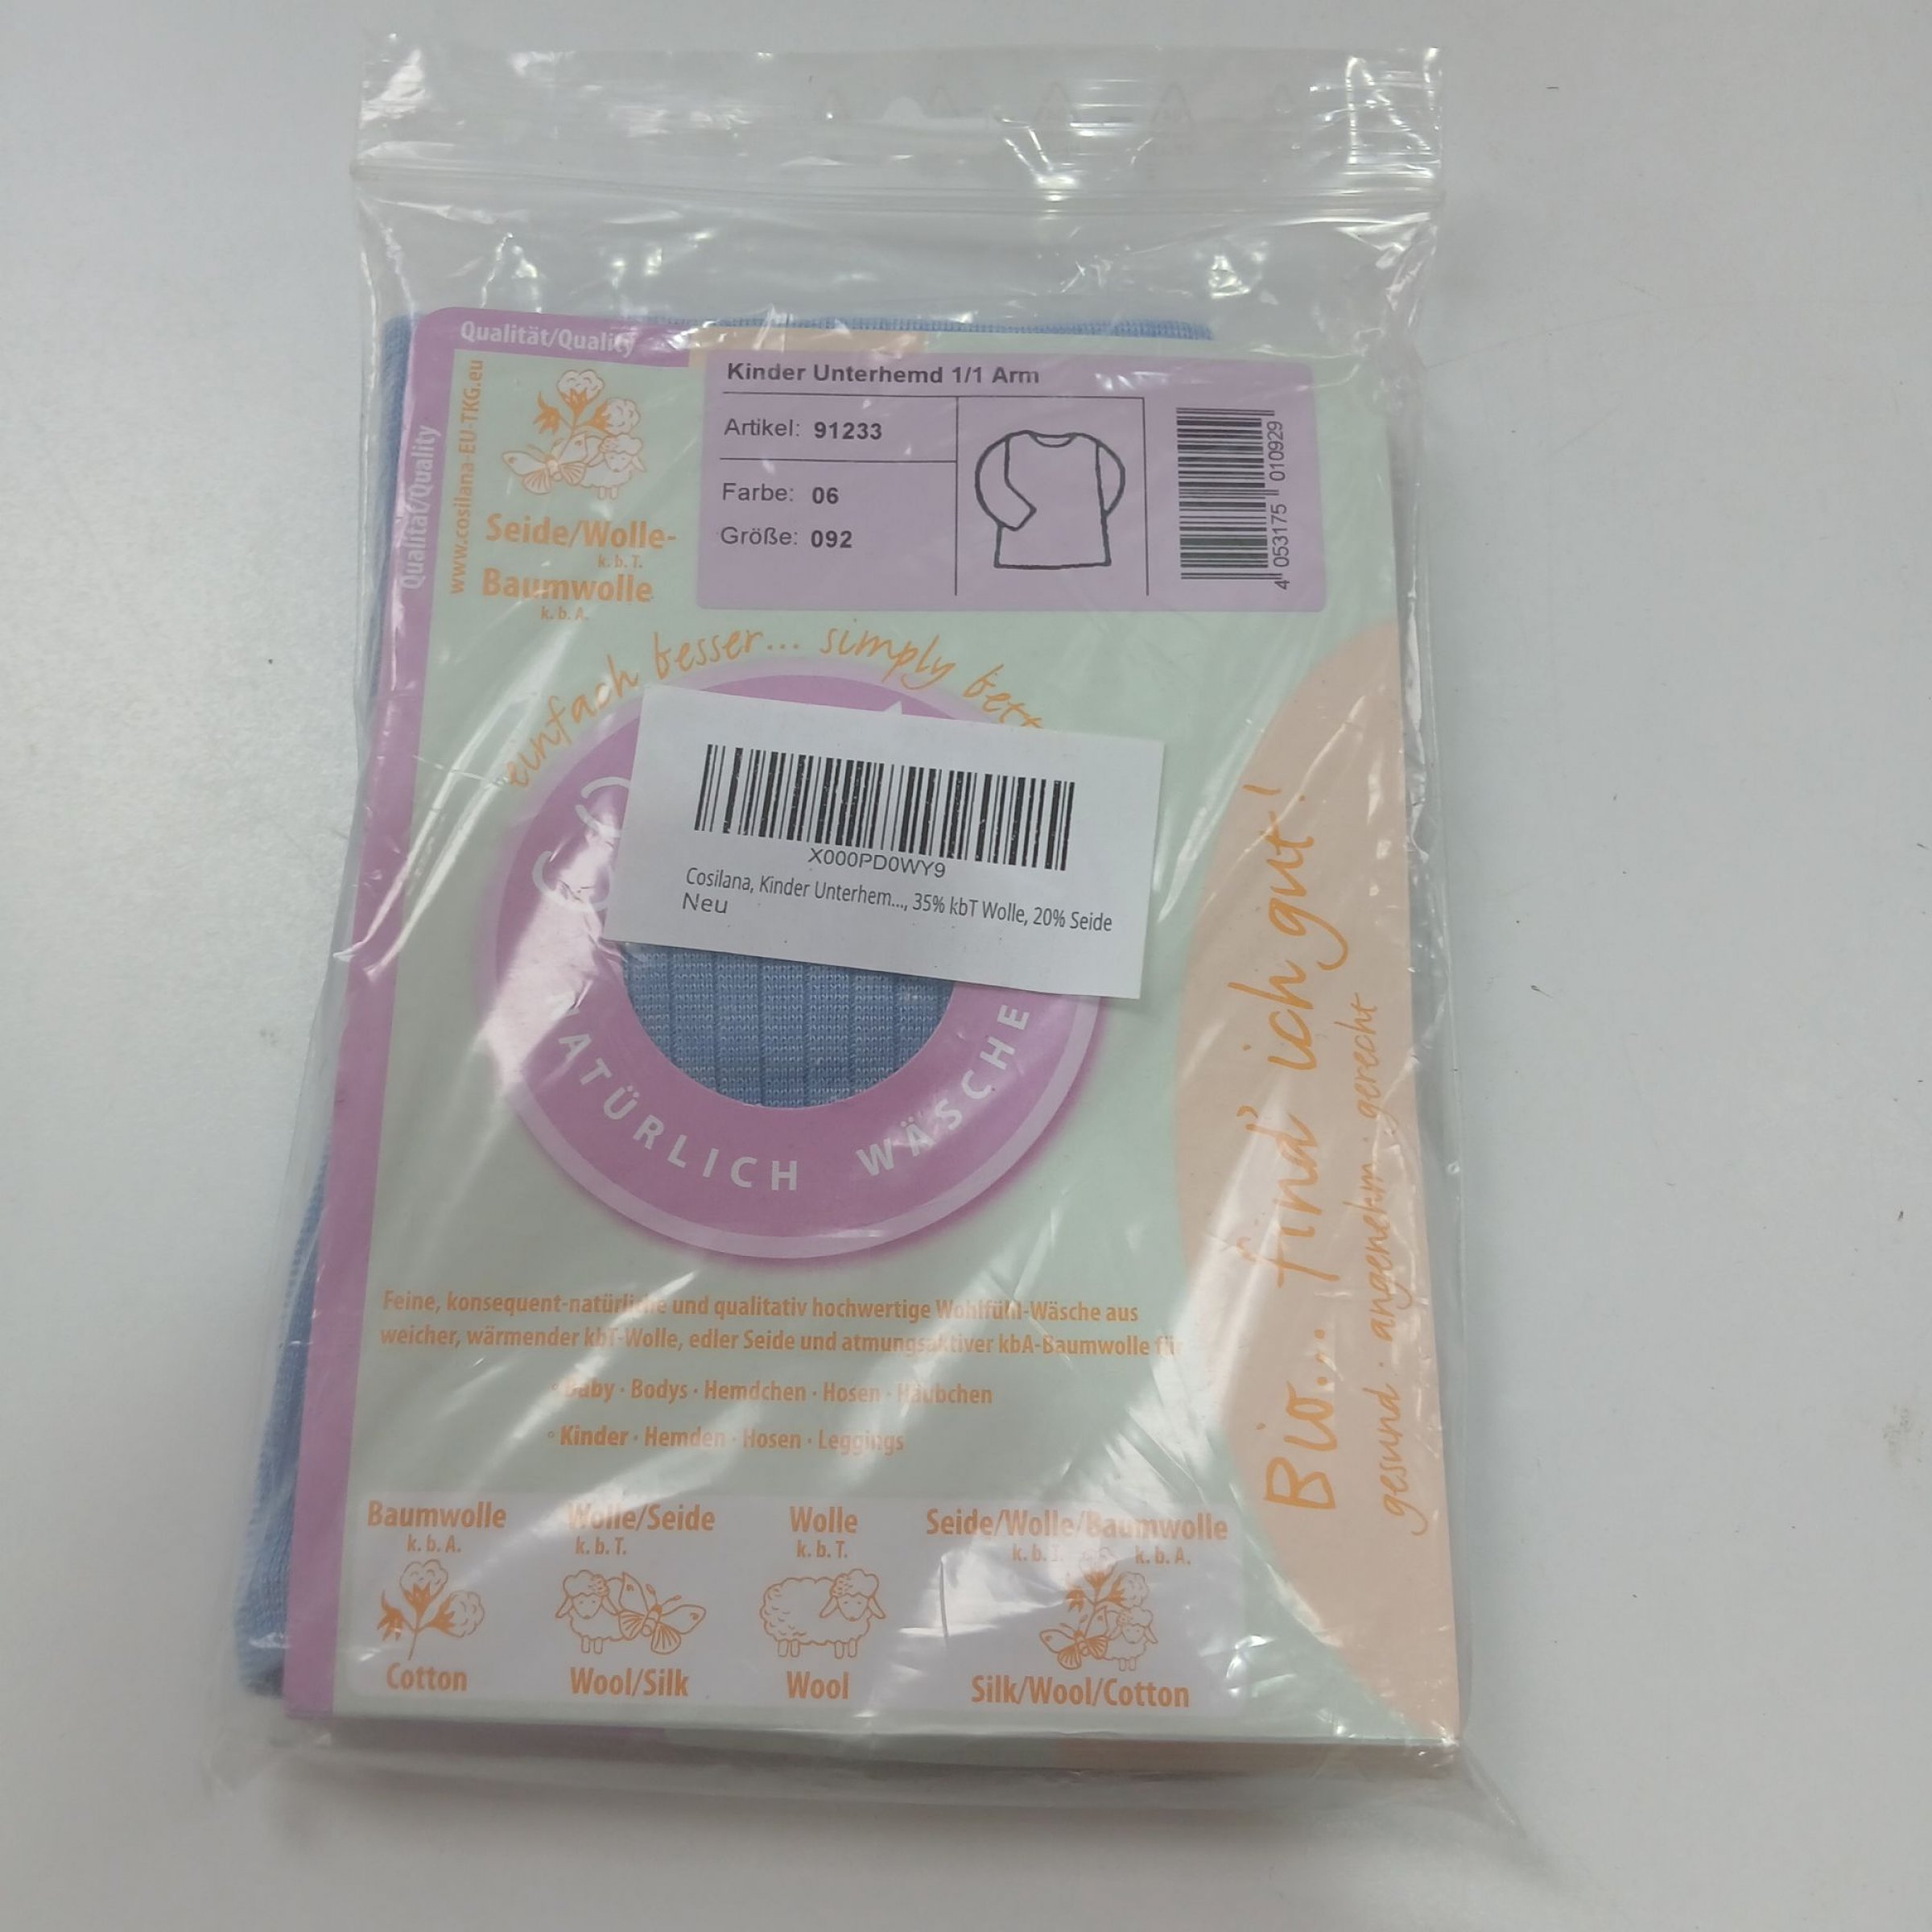 Qualität/Quality
Qualität/Quality
www.cosilana-EU-TKG.eu
Seide/Wolle-
k. b. T.
Baumwolle
k. b. A.
Kinder Unterhemd 1/1 Arm
Artikel: 91233
Farbe: 06
Größe: 092
4 053175 010929
einfach besser... simply bett
X000PD0WY9
Cosilana, Kinder Unterhem..., 35% kbT Wolle, 20% Seide
Neu
NATÜRLICH WÄSCHE
Bio... find' ich gut!
gesund · angenehm · gerecht
Feine, konsequent-natürliche und qualitativ hochwertige Wohlfühl-Wäsche aus
weicher, wärmender kbT-Wolle, edler Seide und atmungsaktiver kbA-Baumwolle für
◦ Baby · Bodys · Hemdchen · Hosen · Häubchen
◦ Kinder · Hemden · Hosen · Leggings
Baumwolle
k. b. A.
Cotton
Wolle/Seide
k. b. T.
Wool/Silk
Wolle
k. b. T.
Wool
Seide/Wolle/Baumwolle
k. b. T. k. b. A.
Silk/Wool/Cotton